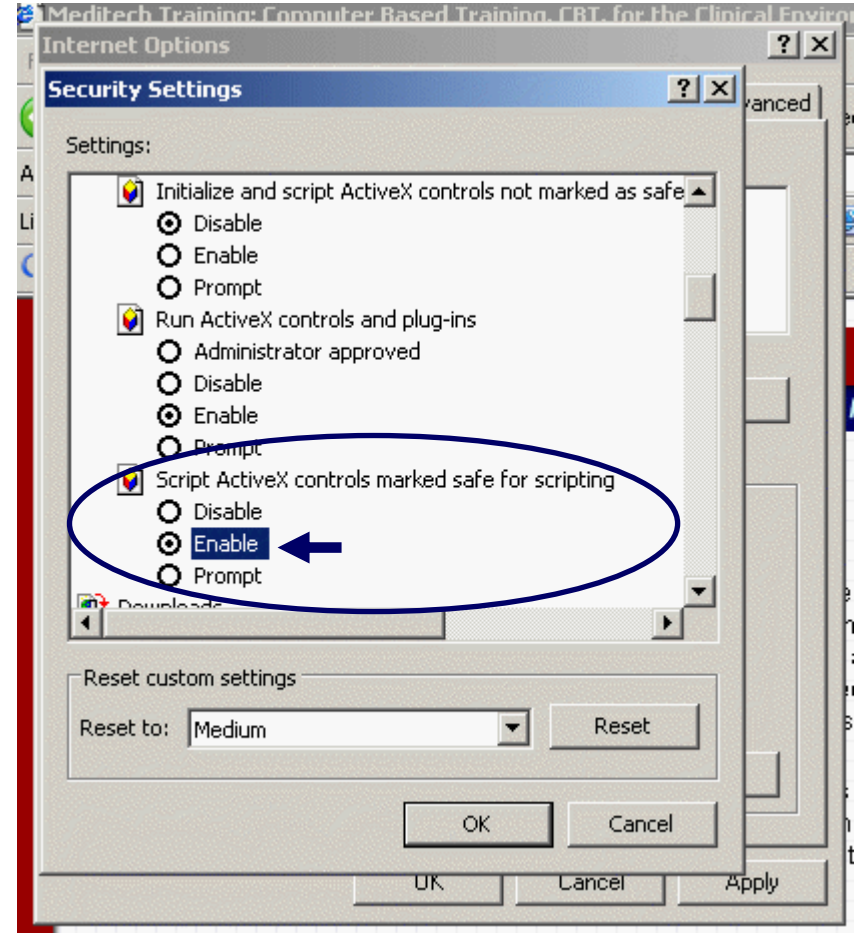 Meditech Training: Computer Based Training, CBT, for the Clinical
Internet Options
Security Settings
Settings:
Initialize and script ActiveX controls not marked as safe
Disable
Enable
Prompt
Run ActiveX controls and plug-ins
Administrator approved
Disable
Enable
Prompt
Script ActiveX controls marked safe for scripting
Disable
Enable
Prompt
Downloads
Reset custom settings
Reset to: Medium Reset
OK Cancel
OK Cancel Apply